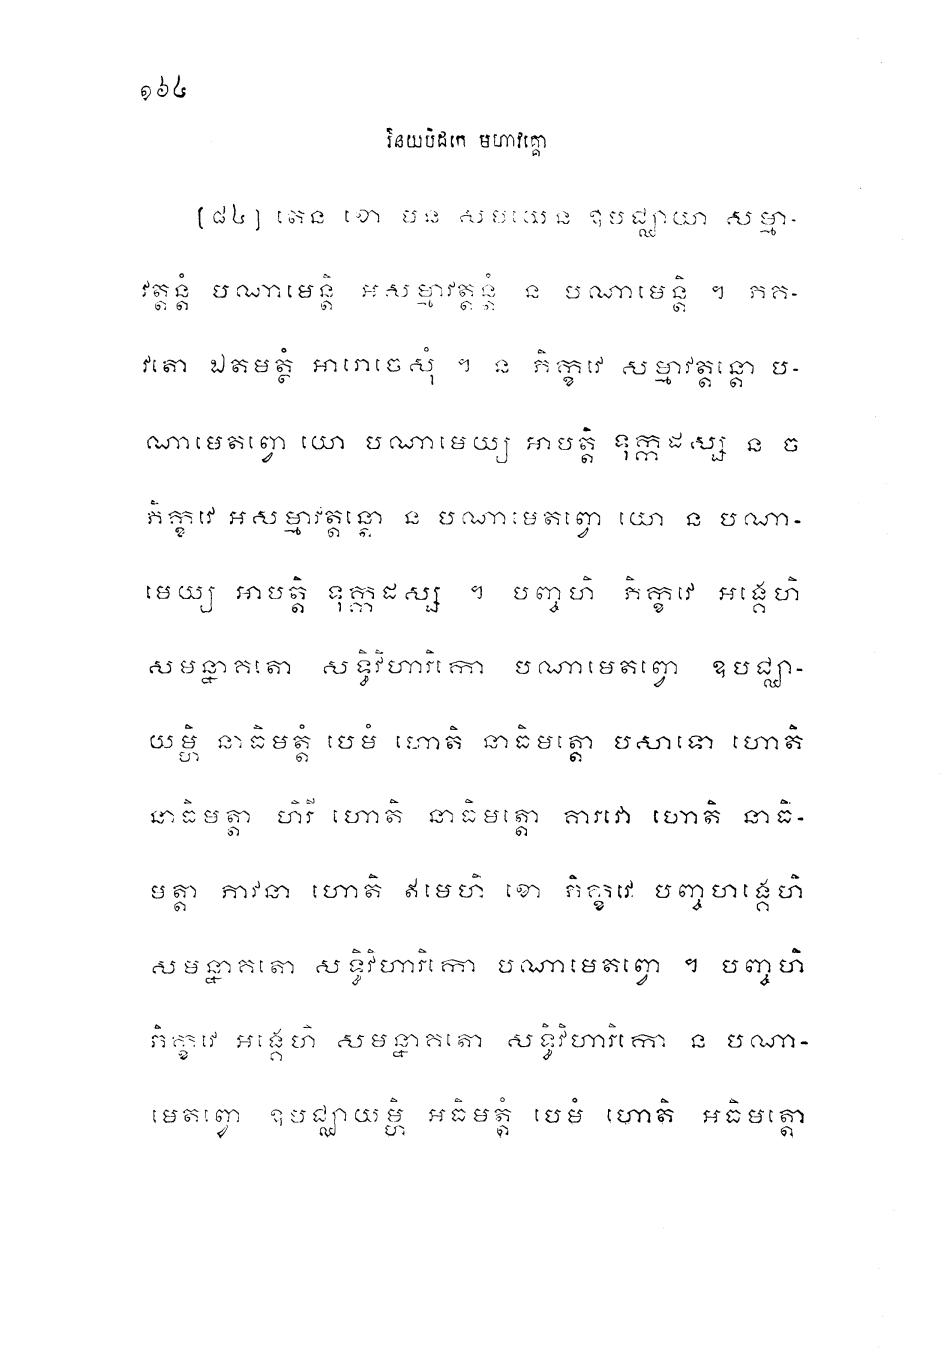 ១៦៤
វិនយបិដកេ មហាវគ្គោ
[៨៤] តេន ខោ បន សមយេន ឧបជ្ឈាយា សម្មា-
វត្តន្តំ បណាមេន្តិ អសម្មាវត្តន្តំ ន បណាមេន្តិ ។ ភគ-
វតោ ឯតមត្ថំ អារោចេសុំ ។ ន ភិក្ខវេ សម្មាវត្តន្តោ ប-
ណាមេតព្វោ យោ បណាមេយ្យ អាបត្តិ ទុក្កដស្ស ន ច
ភិក្ខវេ អសម្មាវត្តន្តោ ន បណាមេតព្វោ យោ ន បណា-
មេយ្យ អាបត្តិ ទុក្កដស្ស ។ បញ្ចហិ ភិក្ខវេ អង្គេហិ
សមន្នាគតោ សទ្ធិវិហារិកោ បណាមេតព្វោ ឧបជ្ឈា-
យម្ហិ នាធិមត្តំ បេមំ ហោតិ នាធិមត្តោ បសាទោ ហោតិ
នាធិមត្តា ហិរី ហោតិ នាធិមត្តោ គារវោ ហោតិ នាធិ-
មត្តា ភាវនា ហោតិ ឥមេហិ ខោ ភិក្ខវេ បញ្ចហង្គេហិ
សមន្នាគតោ សទ្ធិវិហារិកោ បណាមេតព្វោ ។ បញ្ចហិ
ភិក្ខវេ អង្គេហិ សមន្នាគតោ សទ្ធិវិហារិកោ ន បណា-
មេតព្វោ ឧបជ្ឈាយម្ហិ អធិមត្តំ បេមំ ហោតិ អធិមត្តោ